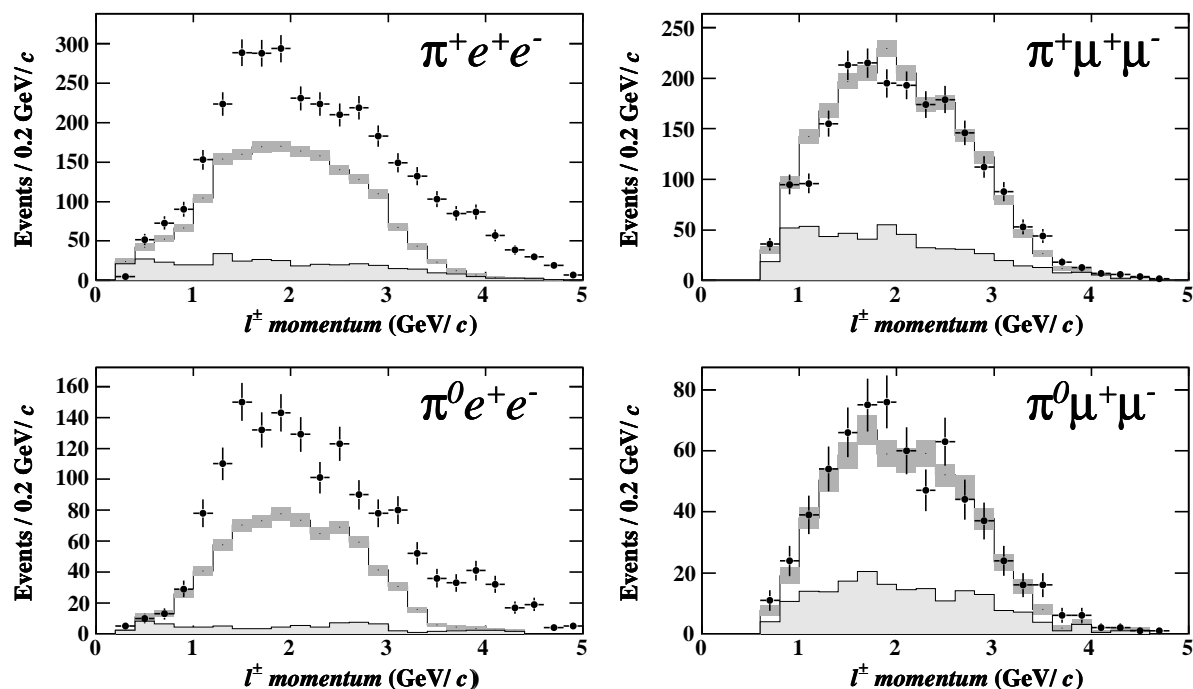 π⁺e⁺e⁻
Events / 0.2 GeV/c
300
250
200
150
100
50
0
0 1 2 3 4 5
l± momentum (GeV/c)
π⁺μ⁺μ⁻
Events / 0.2 GeV/c
250
200
150
100
50
0
1 2 3 4 5
l± momentum (GeV/c)
π⁰e⁺e⁻
Events / 0.2 GeV/c
160
140
120
100
80
60
40
20
0
0 1 2 3 4 5
l± momentum (GeV/c)
π⁰μ⁺μ⁻
Events / 0.2 GeV/c
80
60
40
20
0
1 2 3 4 5
l± momentum (GeV/c)